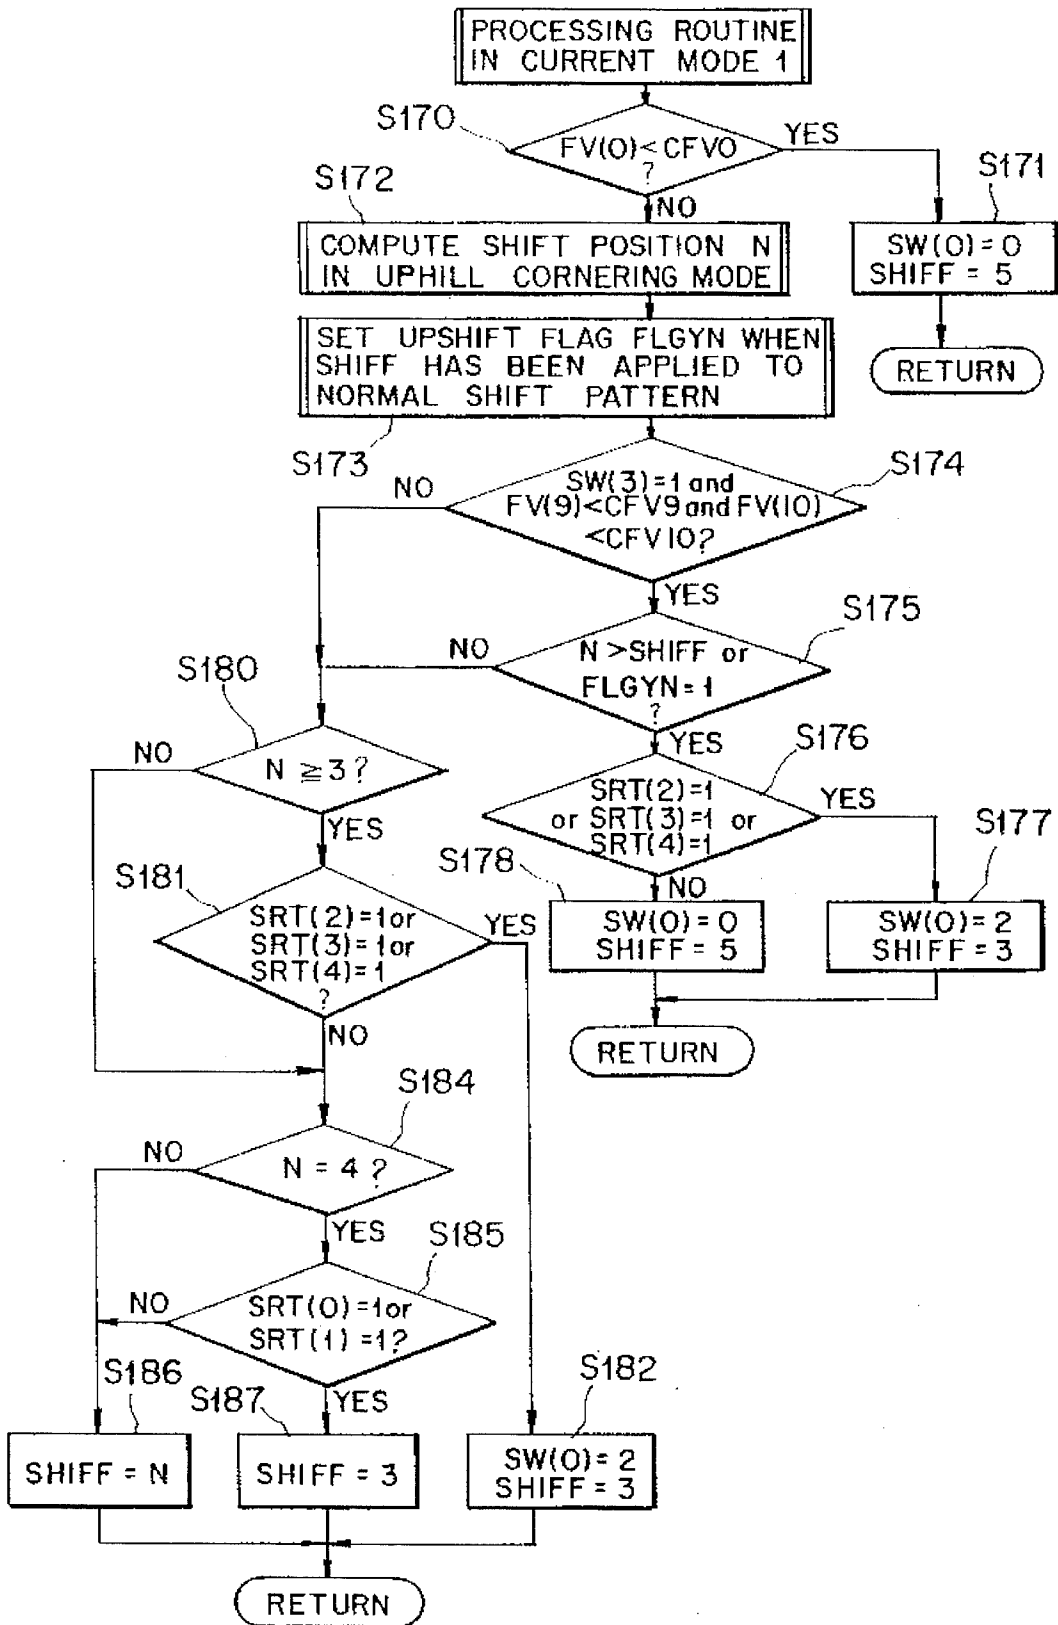 PROCESSING ROUTINE
IN CURRENT MODE 1
S170
FV(0)<CFV0
?
YES
NO
S171
SW(0)=0
SHIFF = 5
RETURN
S172
COMPUTE SHIFT POSITION N
IN UPHILL CORNERING MODE
SET UPSHIFT FLAG FLGYN WHEN
SHIFF HAS BEEN APPLIED TO
NORMAL SHIFT PATTERN
S173
S174
SW(3)=1 and
FV(9)<CFV9 and FV(10)
<CFV10?
NO
YES
S175
N >SHIFF or
FLGYN=1
?
NO
YES
S176
SRT(2)=1
or SRT(3)=1 or
SRT(4)=1
YES
NO
S177
SW(0)=2
SHIFF = 3
S178
SW(0)=0
SHIFF = 5
RETURN
S180
N ≧3?
NO
YES
S181
SRT(2)=1or
SRT(3)=1or
SRT(4)=1
?
YES
NO
S184
N = 4?
NO
YES
S185
SRT(0)=1or
SRT(1)=1?
NO
YES
S186
SHIFF = N
S187
SHIFF = 3
S182
SW(0)=2
SHIFF = 3
RETURN